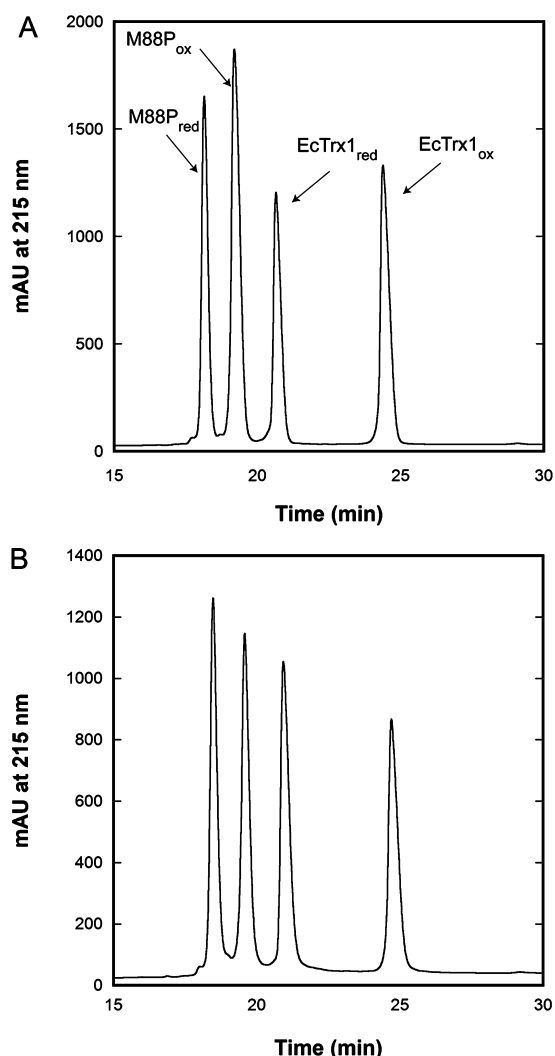 A
2000
1500
1000
500
0
mAU at 215 nm
M88Pox
M88Pred
EcTrx1red
EcTrx1ox
15 20 25 30
Time (min)
B
1400
1200
1000
800
600
400
200
0
mAU at 215 nm
15 20 25 30
Time (min)